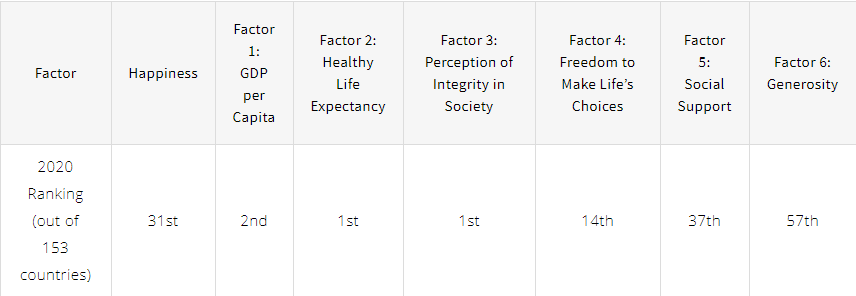 Factor
Happiness
Factor
1:
GDP
per
Capita
Factor 2:
Healthy
Life
Expectancy
Factor 3:
Perception of
Integrity in
Society
Factor 4:
Freedom to
Make Life’s
Choices
Factor
5:
Social
Support
Factor 6:
Generosity
2020
Ranking
(out of
153
countries)
31st
2nd
1st
1st
14th
37th
57th